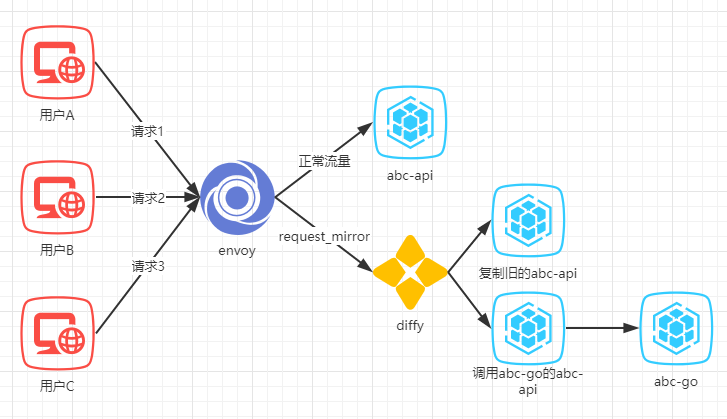 用户A
请求1
正常流量
abc-api
用户B
请求2
envoy
request_mirror
复制旧的abc-api
请求3
diffy
用户C
调用abc-go的abc-
api
abc-go